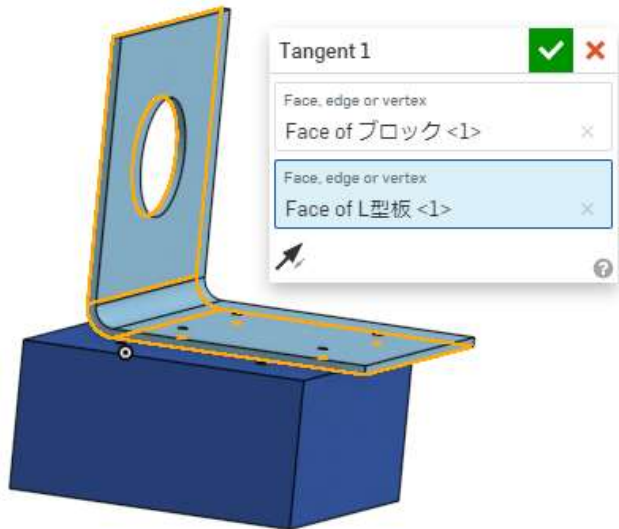 Tangent 1
Face, edge or vertex
Face of ブロック <1>
Face, edge or vertex
Face of L型板 <1>